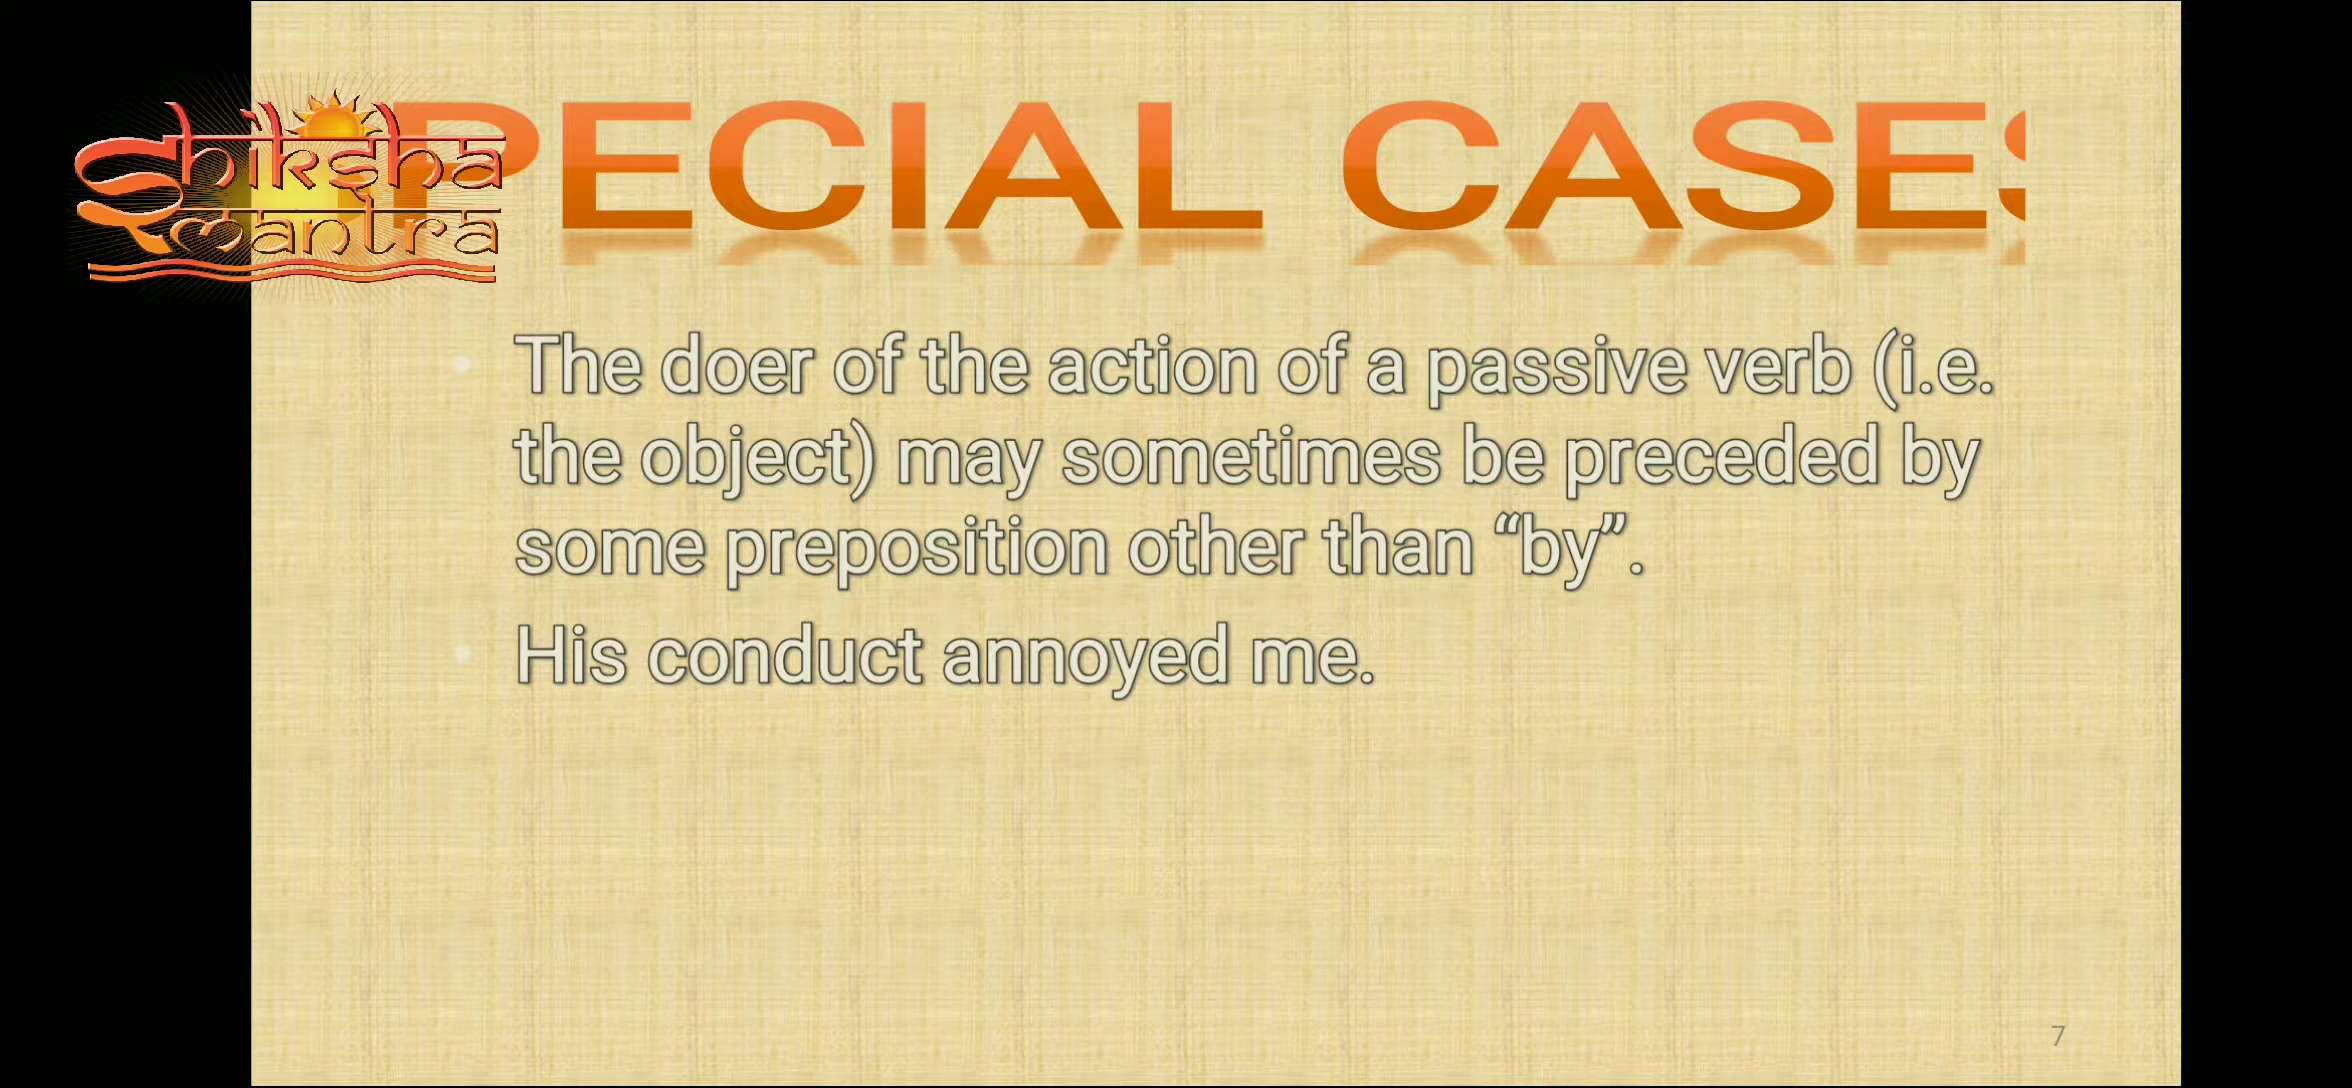 Shiksha
mantra
PECIAL CASES
The doer of the action of a passive verb (i.e.
the object) may sometimes be preceded by
some preposition other than “by”.
His conduct annoyed me.
7